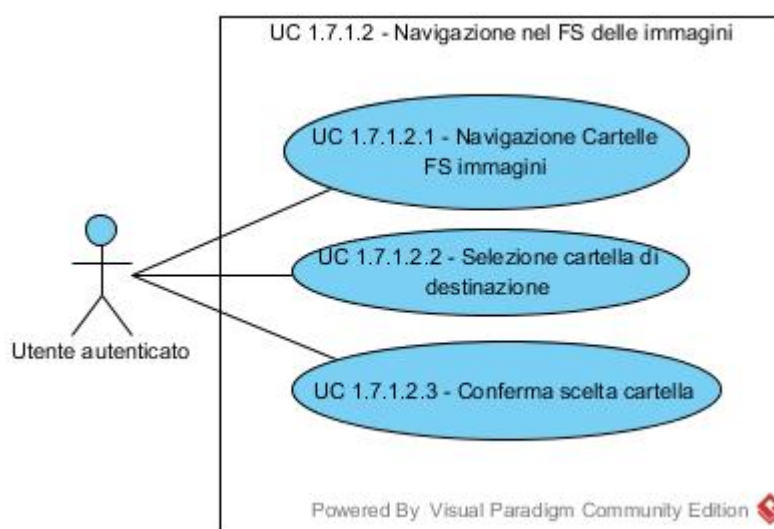 UC 1.7.1.2 - Navigazione nel FS delle immagini
UC 1.7.1.2.1 - Navigazione Cartelle
FS immagini
UC 1.7.1.2.2 - Selezione cartella di
destinazione
Utente autenticato
UC 1.7.1.2.3 - Conferma scelta cartella
Powered By Visual Paradigm Community Edition